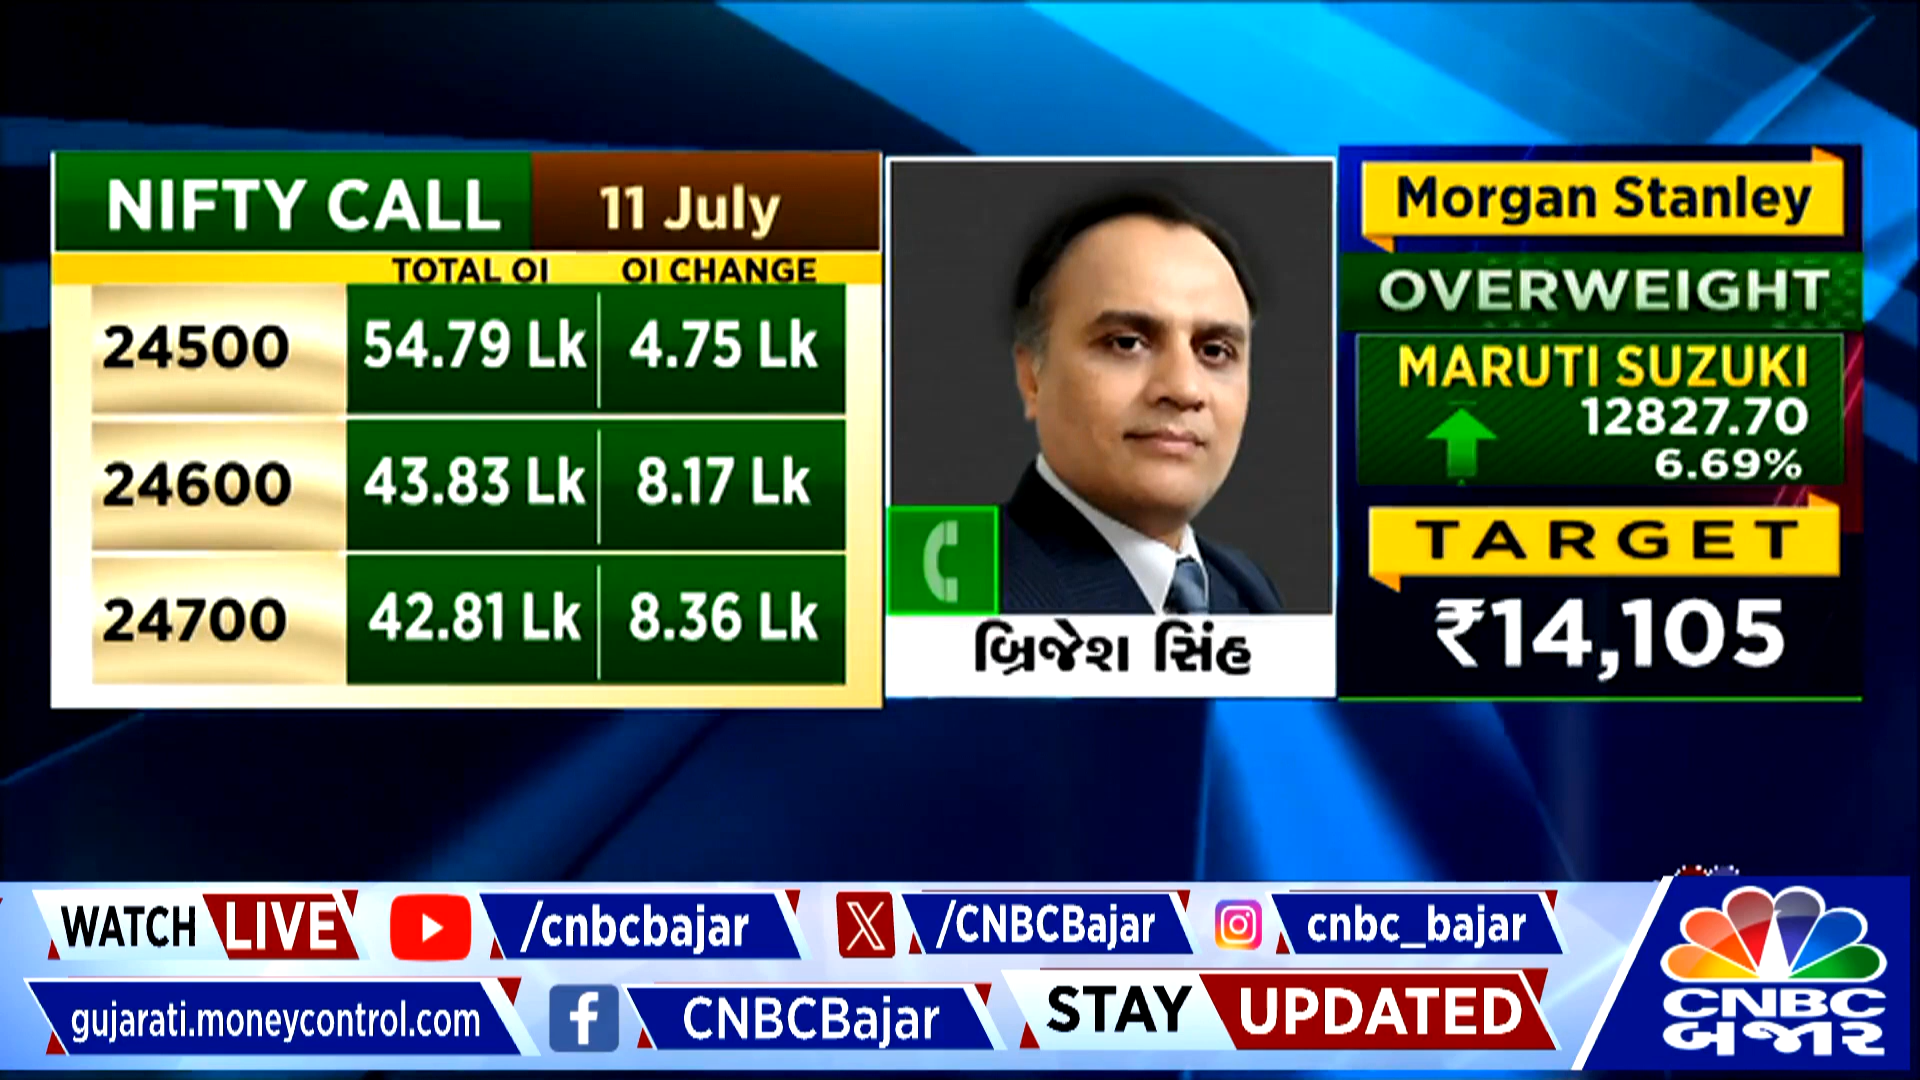 NIFTY CALL 11 July
TOTAL OI OI CHANGE
24500 54.79 Lk 4.75 Lk
24600 43.83 Lk 8.17 Lk
24700 42.81 Lk 8.36 Lk
બ્રિજેશ સિંહ
Morgan Stanley
OVERWEIGHT
MARUTI SUZUKI
12827.70
6.69%
TARGET
₹14,105
WATCH LIVE /cnbcbajar /CNBCBajar cnbc_bajar
gujarati.moneycontrol.com CNBCBajar STAY UPDATED
CNBC
બજાર